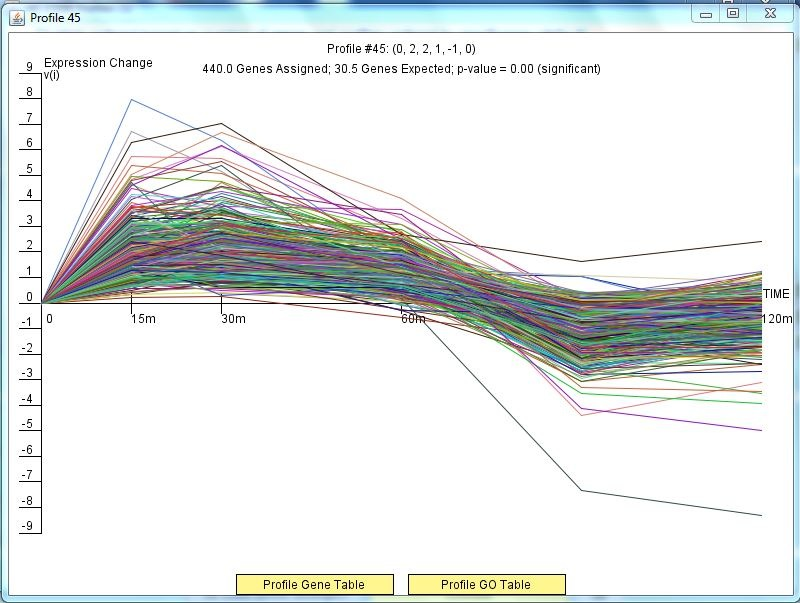 Profile 45
Profile #45: (0, 2, 2, 1, -1, 0)
440.0 Genes Assigned; 30.5 Genes Expected; p-value = 0.00 (significant)
Expression Change
v(i)
9
8
7
6
5
4
3
2
1
0
-1
-2
-3
-4
-5
-6
-7
-8
-9
TIME
0 15m 30m 60m 120m
Profile Gene Table Profile GO Table